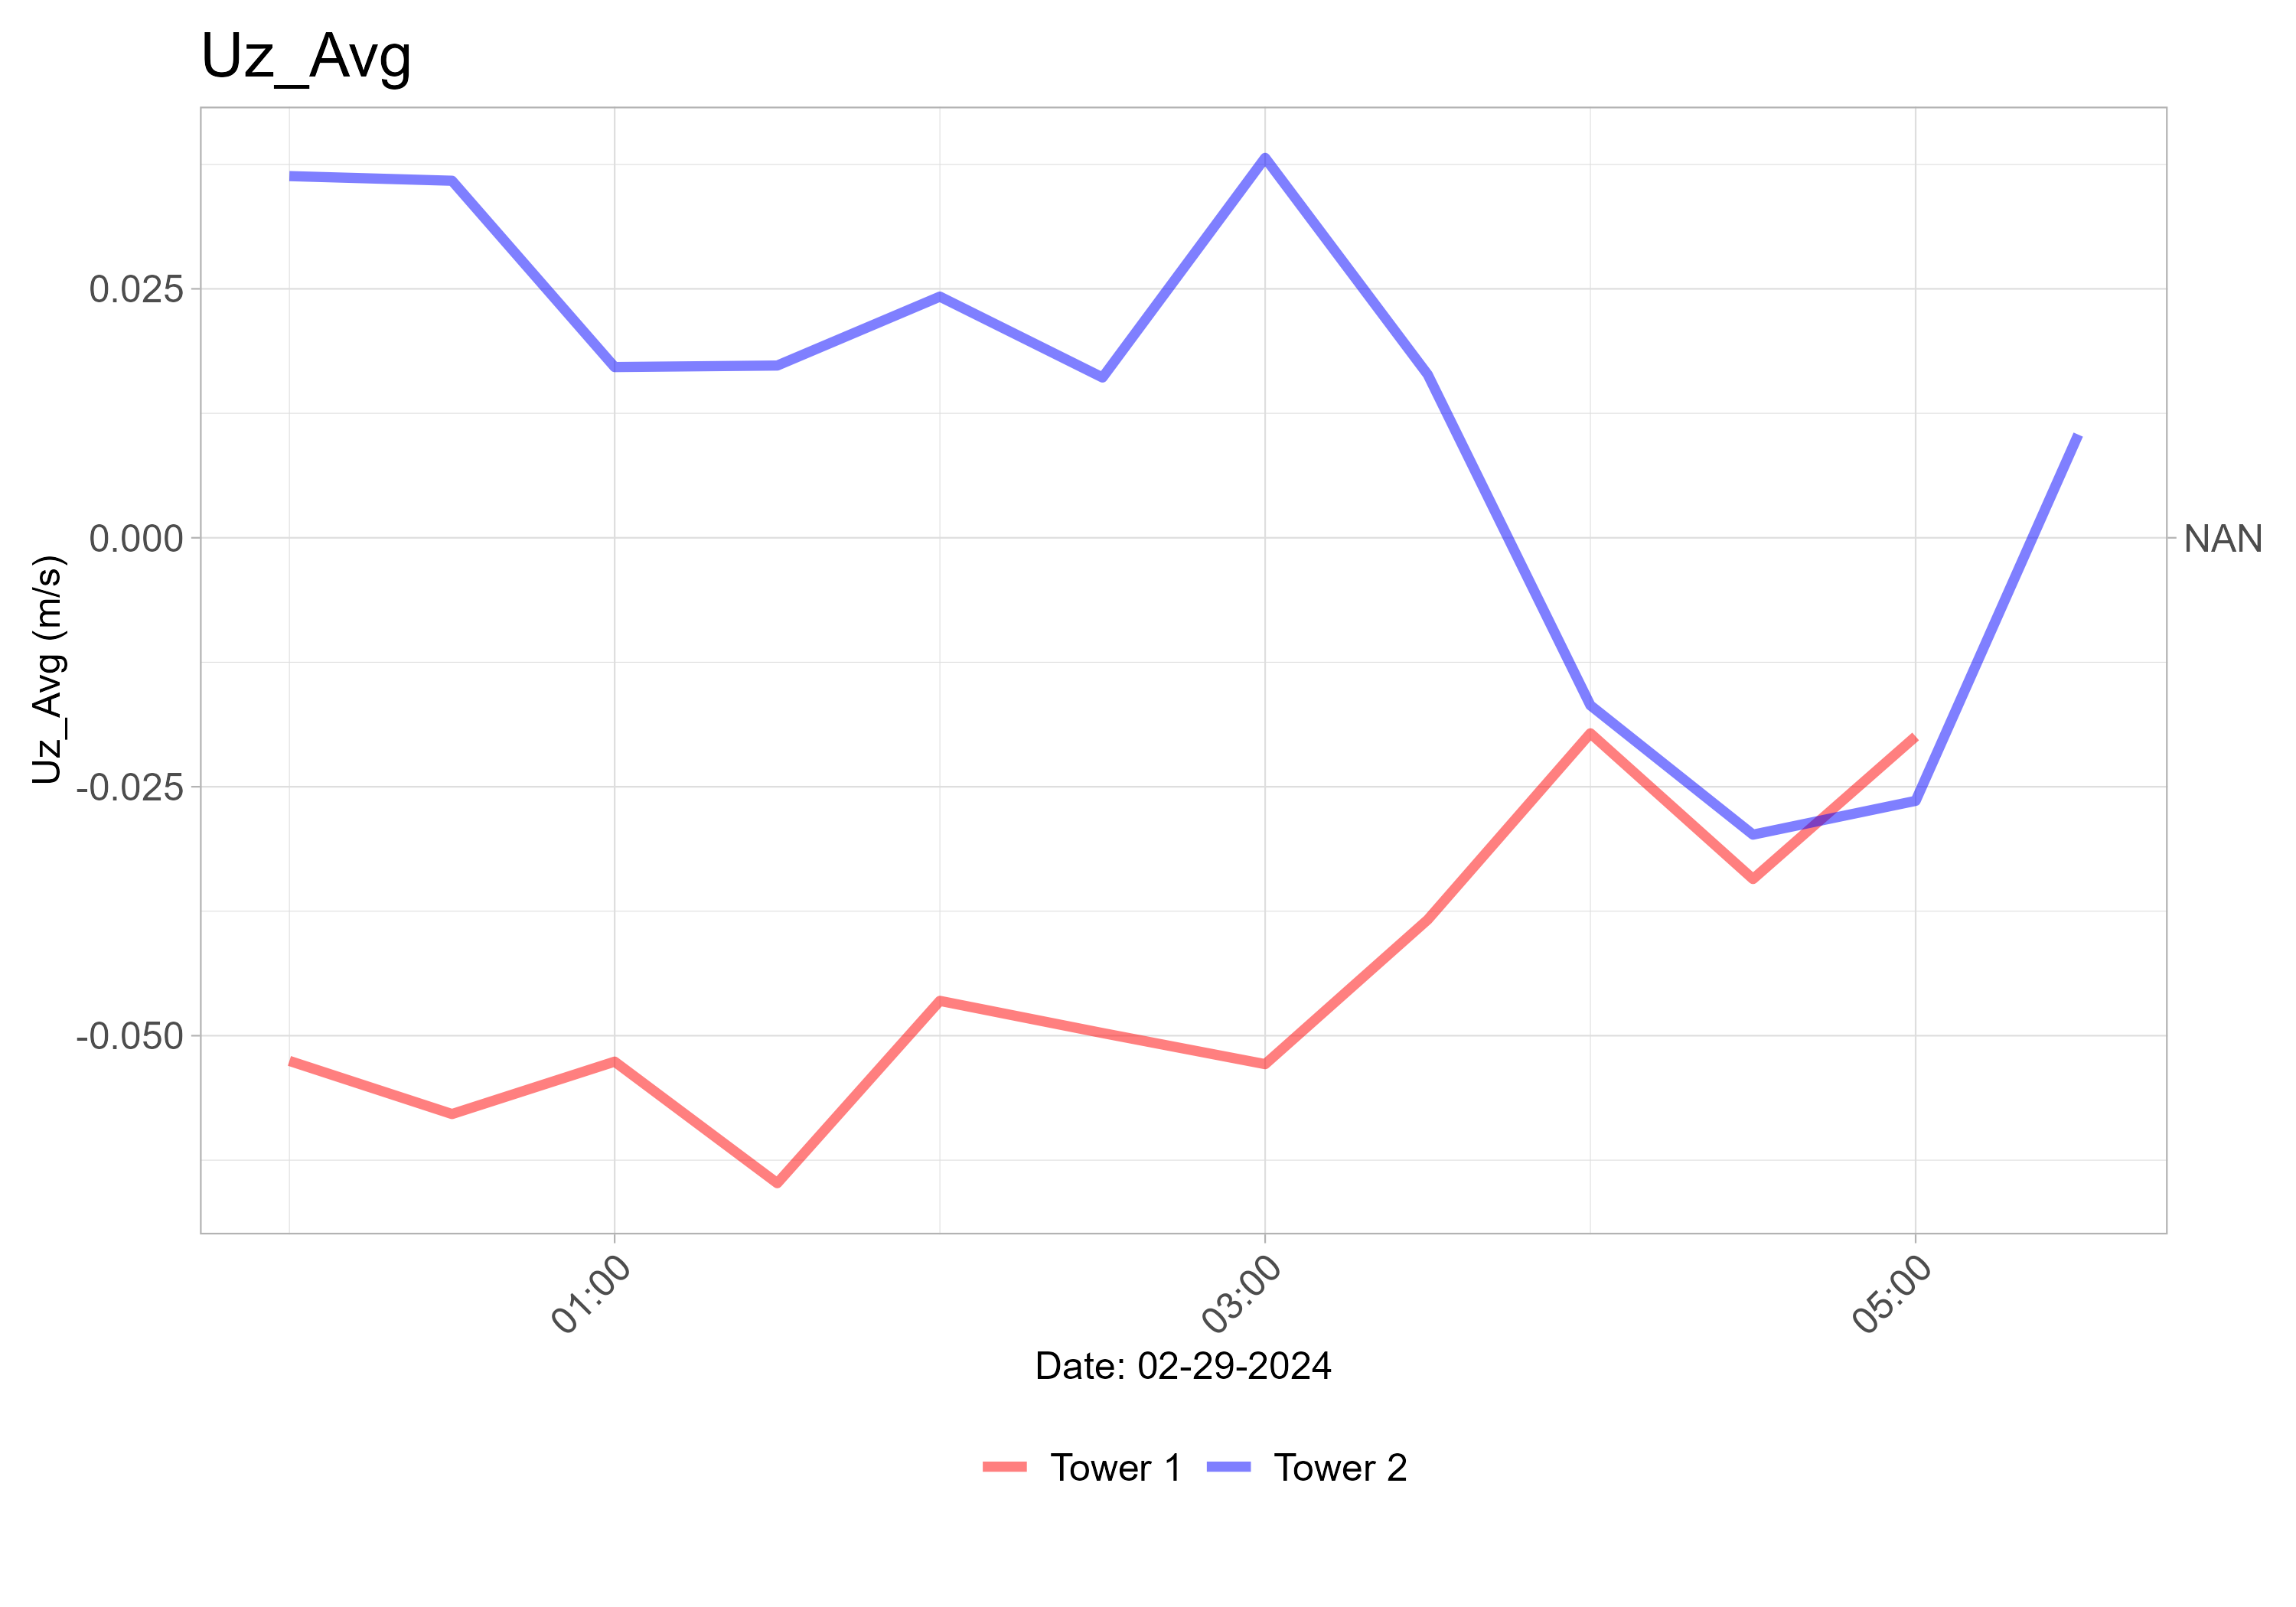 Uz_Avg
Uz_Avg (m/s)
0.025
0.000
-0.025
-0.050
NAN
01:00
03:00
05:00
Date: 02-29-2024
Tower 1
Tower 2